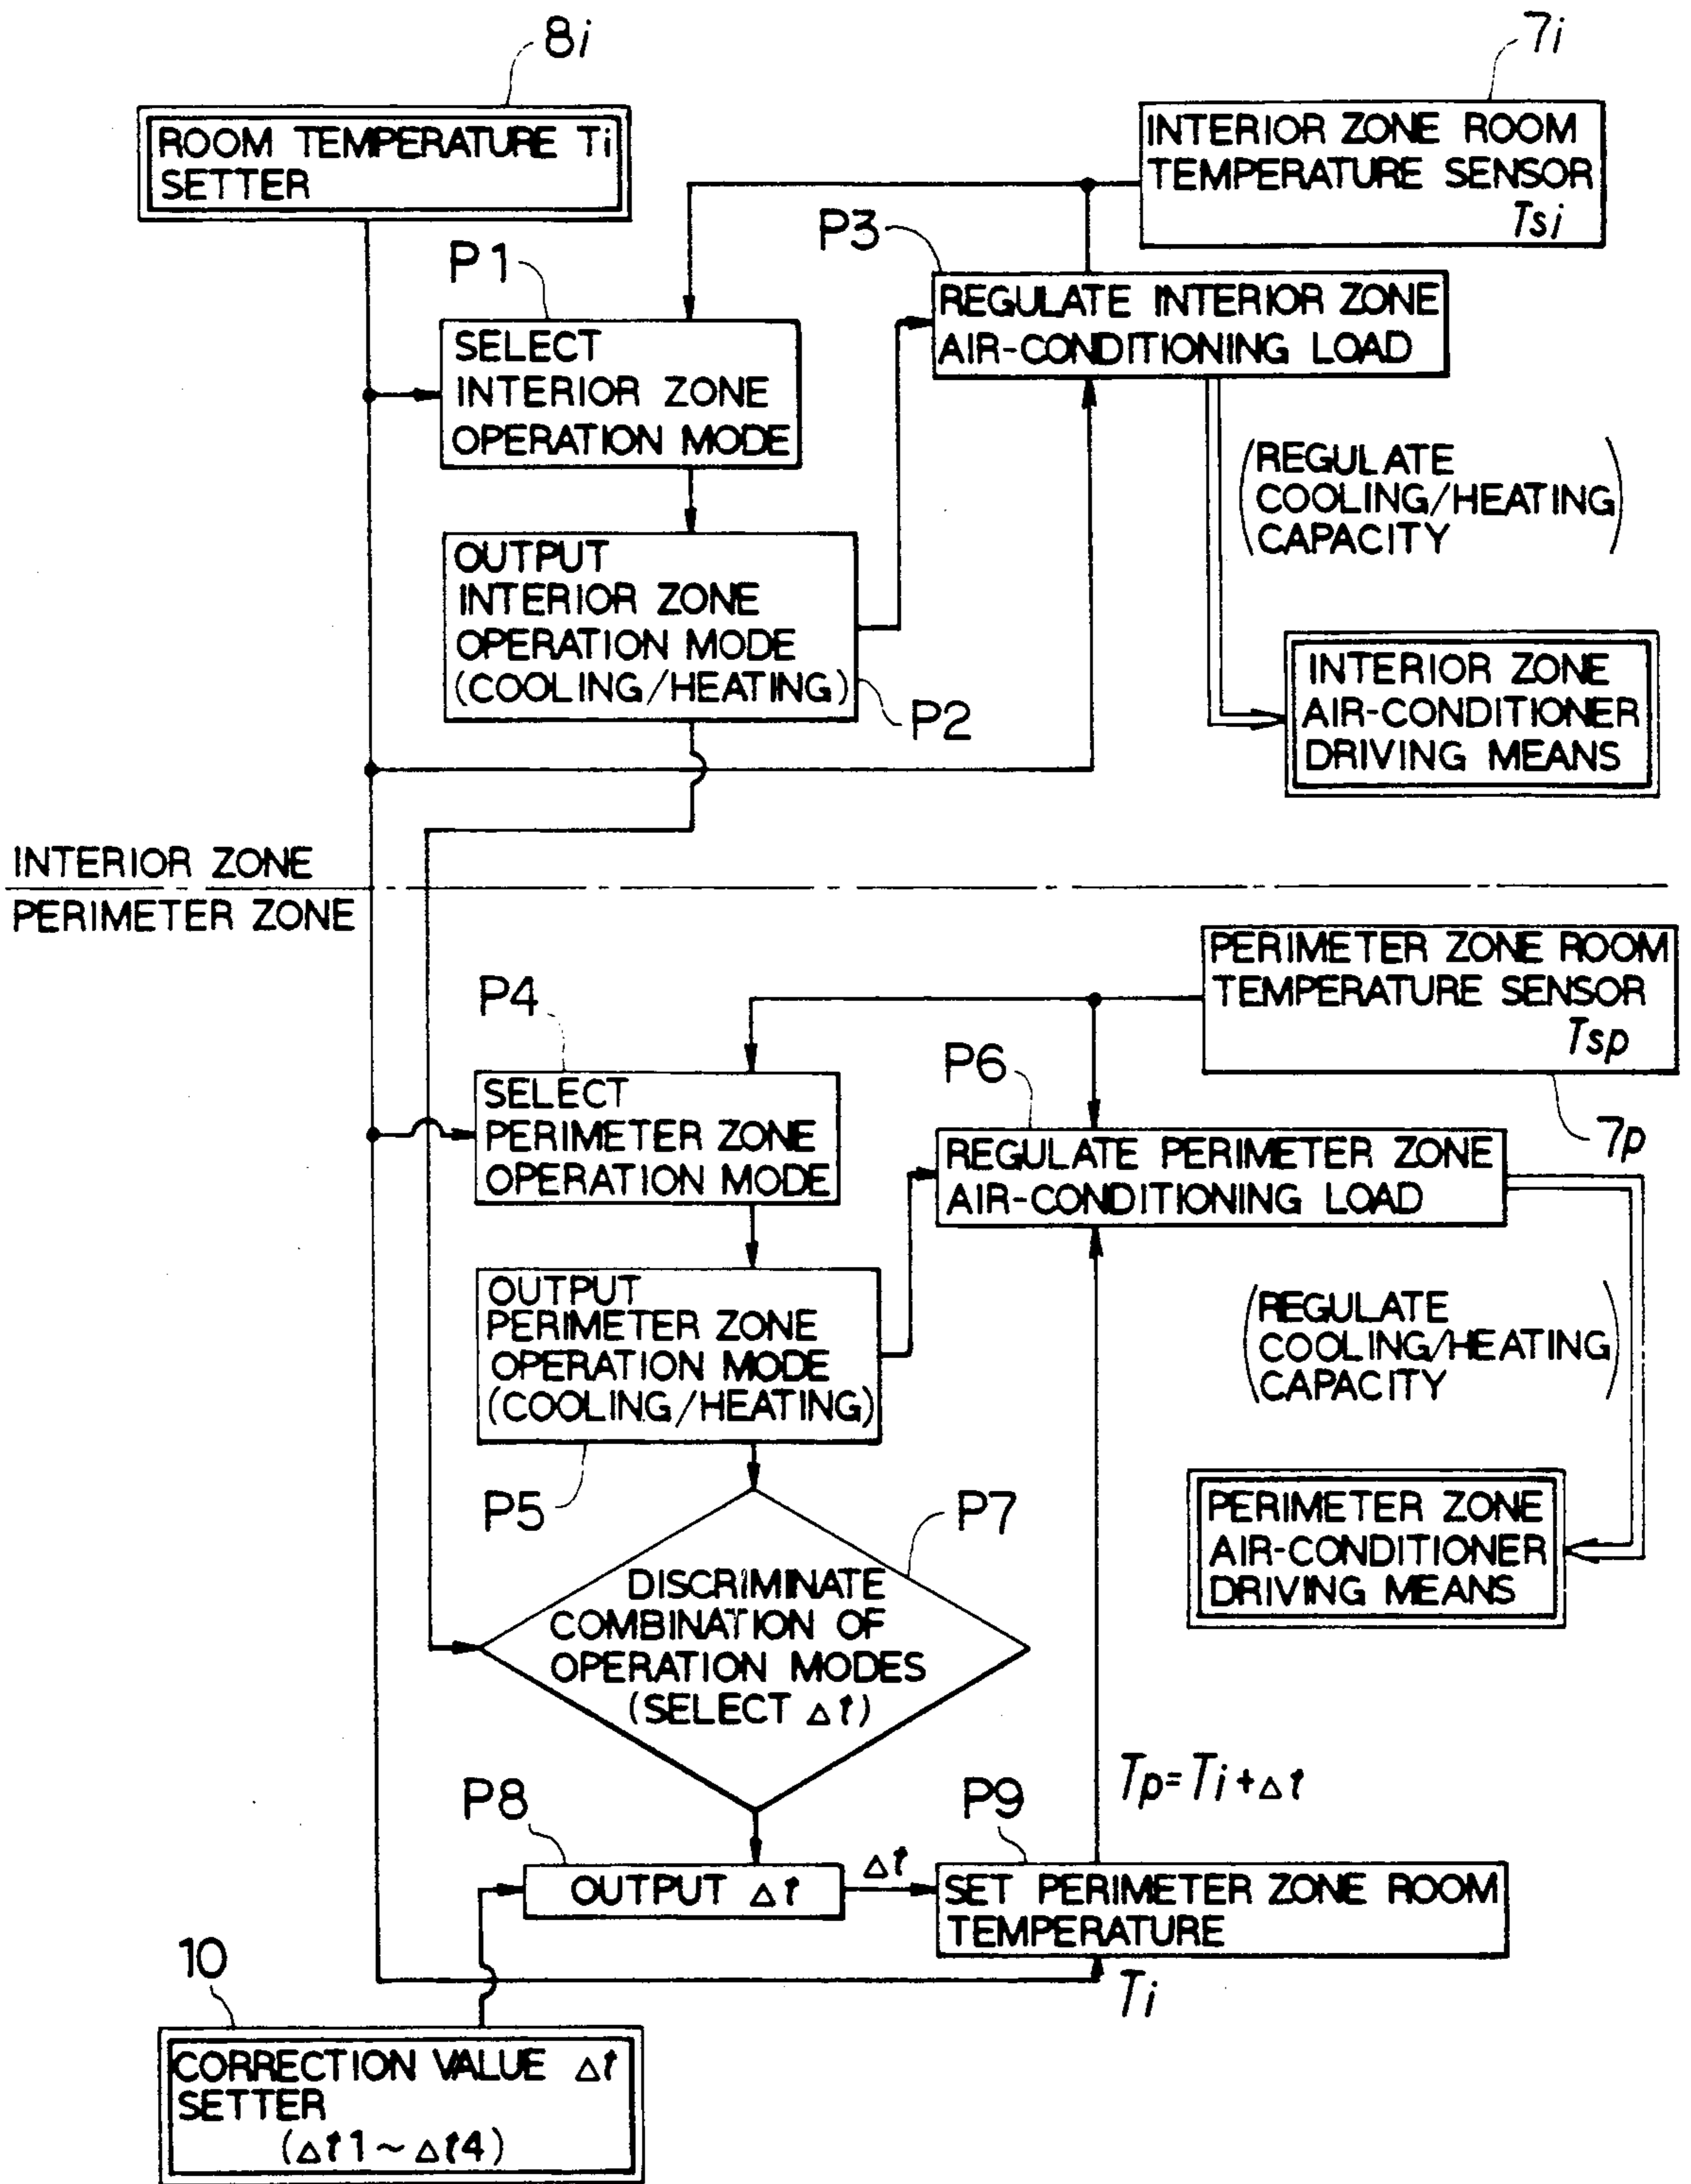 8i
7i
ROOM TEMPERATURE Ti
SETTER
INTERIOR ZONE ROOM
TEMPERATURE SENSOR
Tsi
P1
P3
SELECT
INTERIOR ZONE
OPERATION MODE
REGULATE INTERIOR ZONE
AIR-CONDITIONING LOAD
(REGULATE
COOLING/HEATING
CAPACITY)
OUTPUT
INTERIOR ZONE
OPERATION MODE
(COOLING/HEATING)
P2
INTERIOR ZONE
AIR-CONDITIONER
DRIVING MEANS
INTERIOR ZONE
PERIMETER ZONE
PERIMETER ZONE ROOM
TEMPERATURE SENSOR
Tsp
7p
P4
P6
SELECT
PERIMETER ZONE
OPERATION MODE
REGULATE PERIMETER ZONE
AIR-CONDITIONING LOAD
OUTPUT
PERIMETER ZONE
OPERATION MODE
(COOLING/HEATING)
(REGULATE
COOLING/HEATING
CAPACITY)
P5
P7
PERIMETER ZONE
AIR-CONDITIONER
DRIVING MEANS
DISCRIMINATE
COMBINATION OF
OPERATION MODES
(SELECT Δt)
Tp=Ti+Δt
P8
P9
OUTPUT Δt
Δt
SET PERIMETER ZONE ROOM
TEMPERATURE
Ti
10
CORRECTION VALUE Δt
SETTER
(Δt1~Δt4)